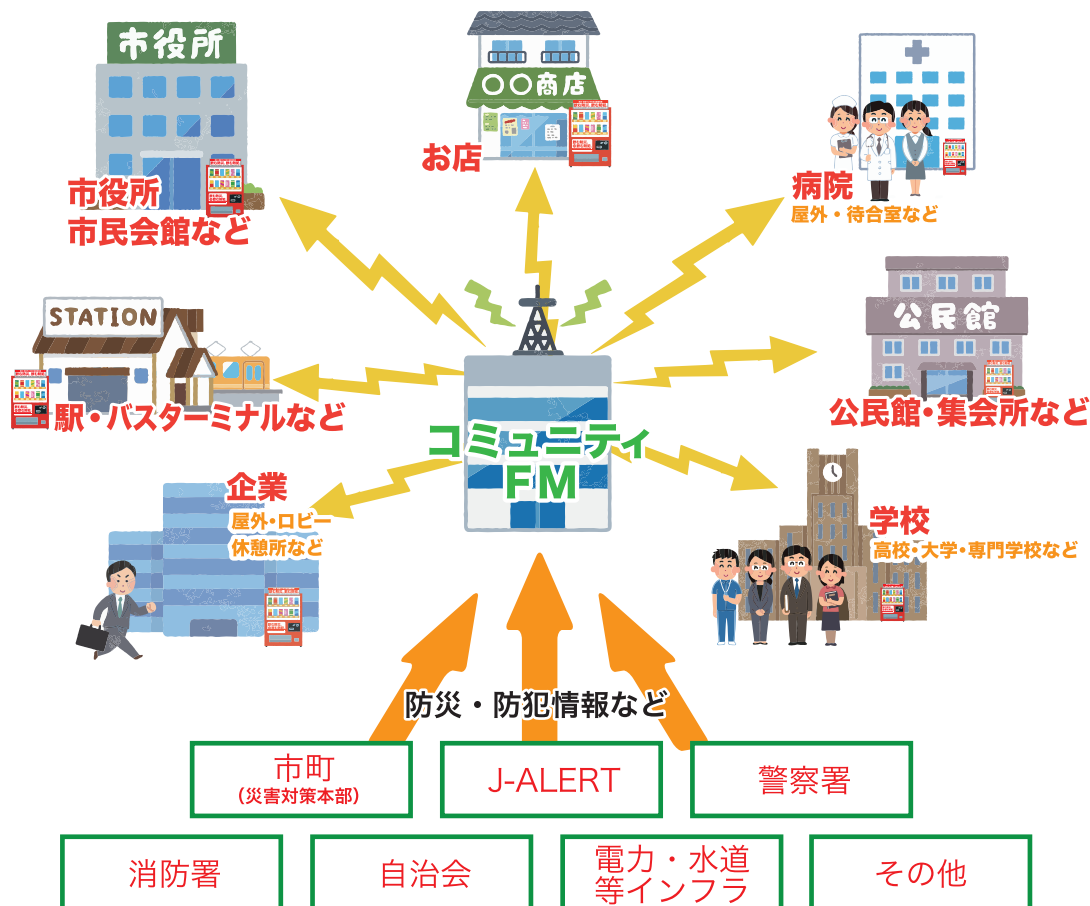 市役所
市役所
市民会館など
〇〇商店
お店
病院
屋外・待合室など
STATION
駅・バスターミナルなど
公民館
公民館・集会所など
コミュニティ
FM
企業
屋外・ロビー
休憩所など
学校
高校・大学・専門学校など
防災・防犯情報など
市町
（災害対策本部）
J-ALERT
警察署
消防署
自治会
電力・水道
等インフラ
その他